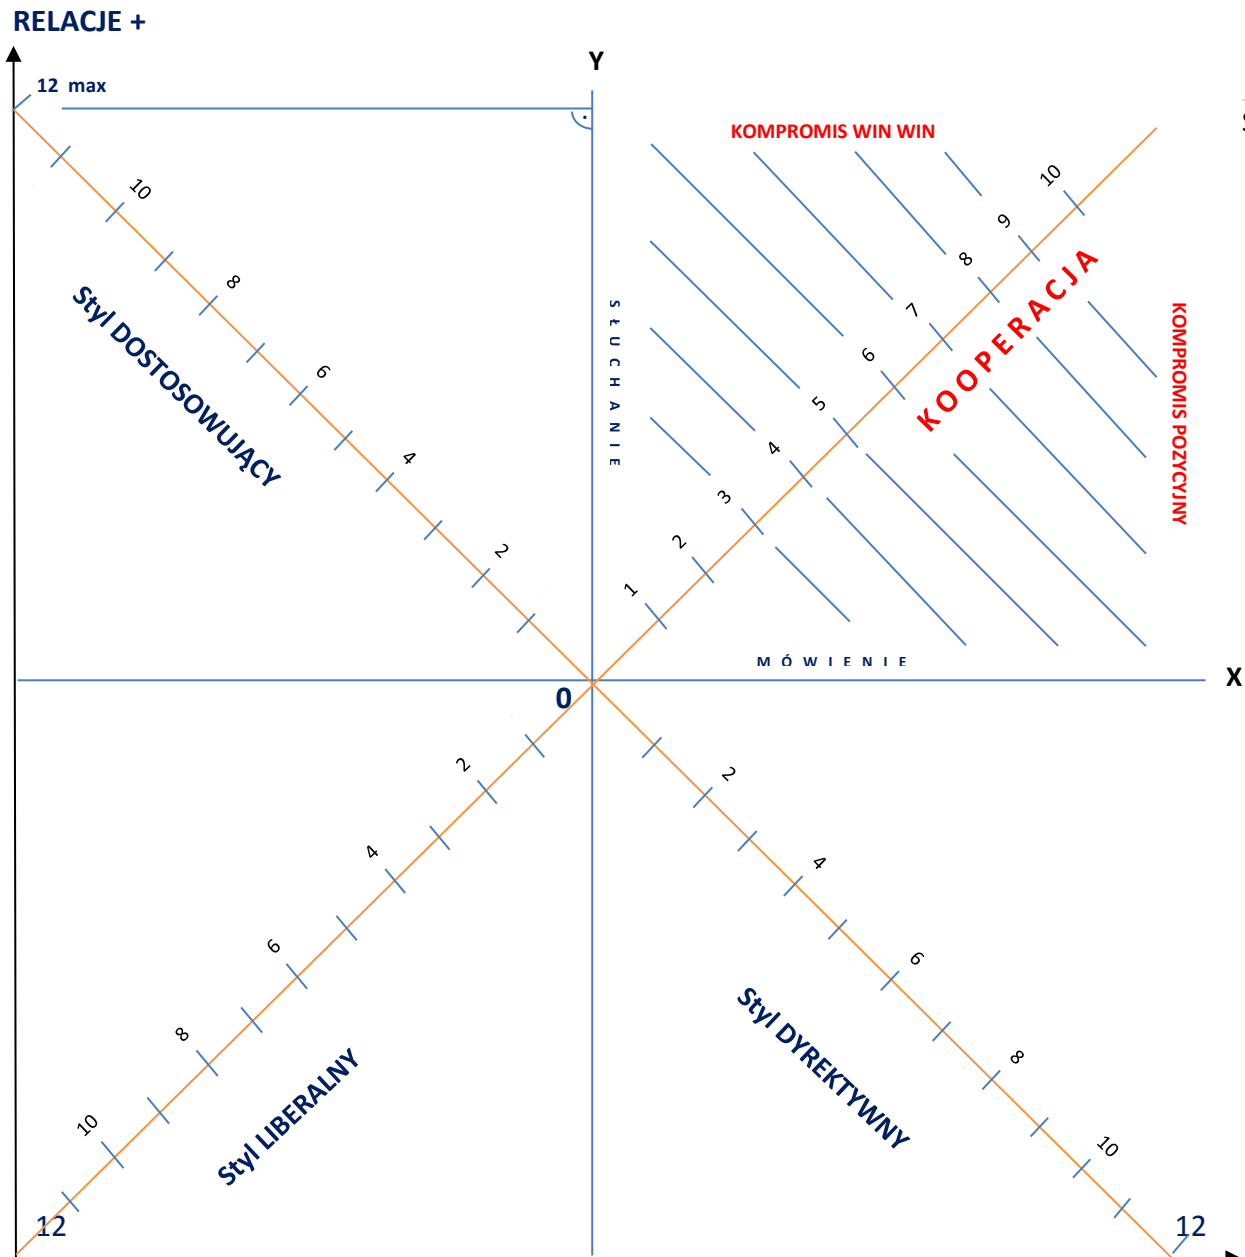 RELACJE +
Y
12 max
KOMPROMIS WIN WIN
10
10
9
8
8
7
6
6
5
4
4
3
2
2
1
Styl DOSTOSOWUJĄCY
SŁUCHANIE
KOOPERACJA
KOMPROMIS POZYCYJNY
MÓWIENIE
X
0
2
2
4
4
6
6
8
8
10
10
Styl LIBERALNY
Styl DYREKTYWNY
12
12